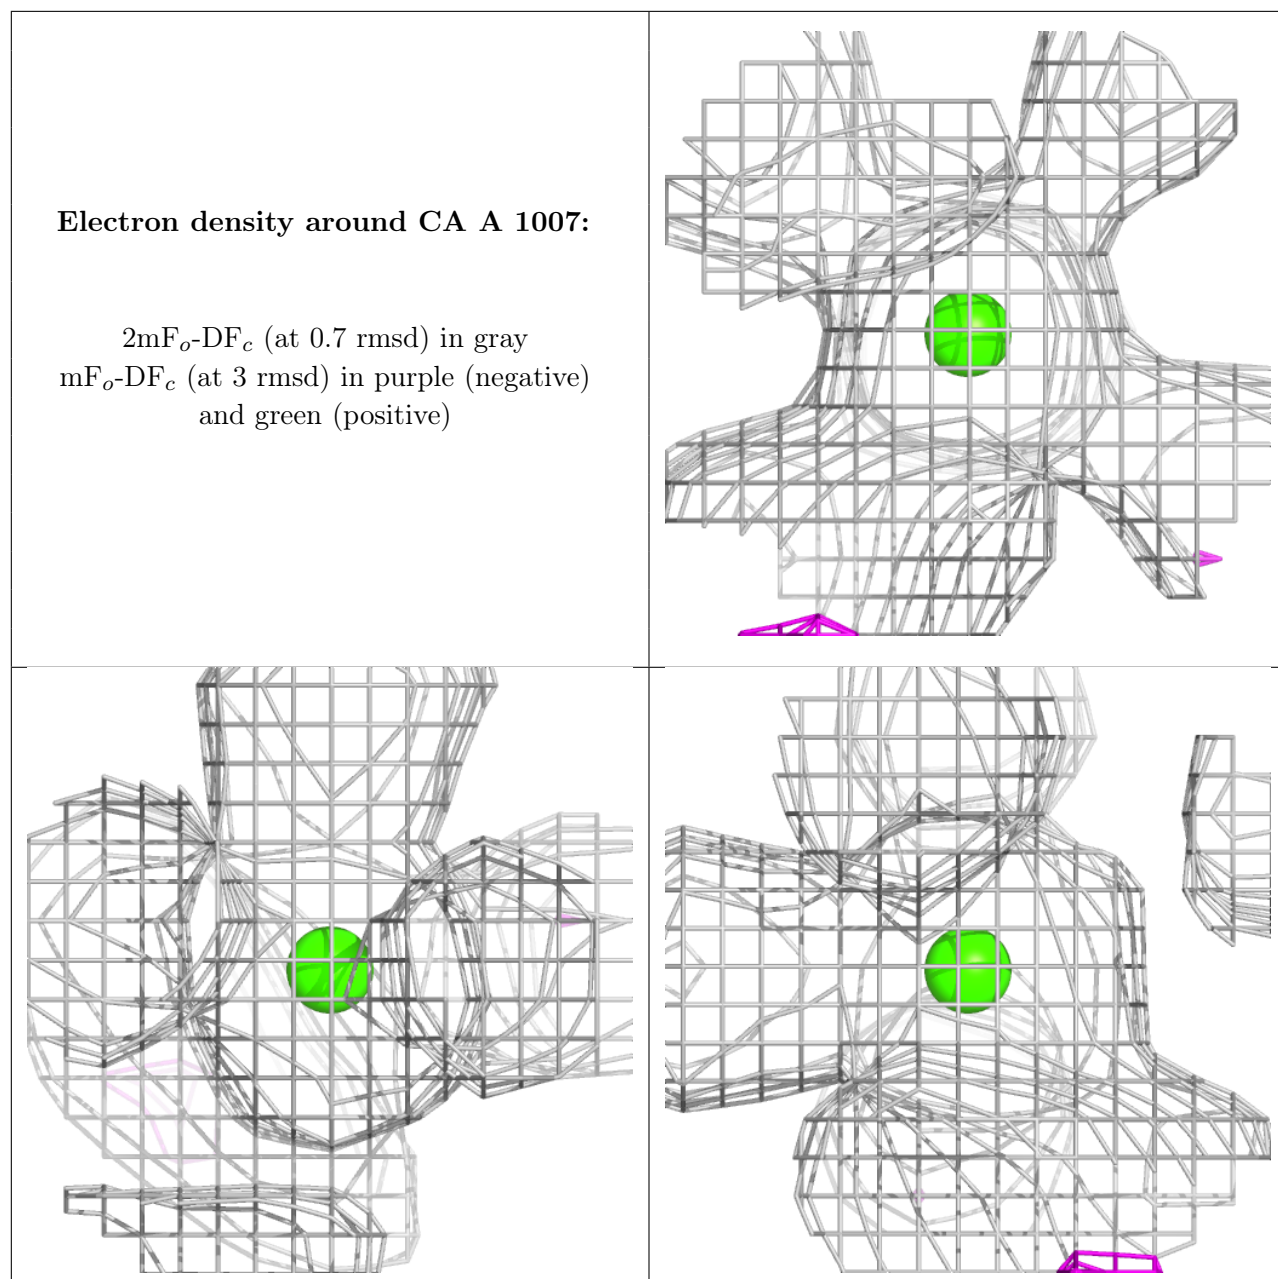 Electron density around CA A 1007:
2mFo-DFc (at 0.7 rmsd) in gray
mFo-DFc (at 3 rmsd) in purple (negative)
and green (positive)